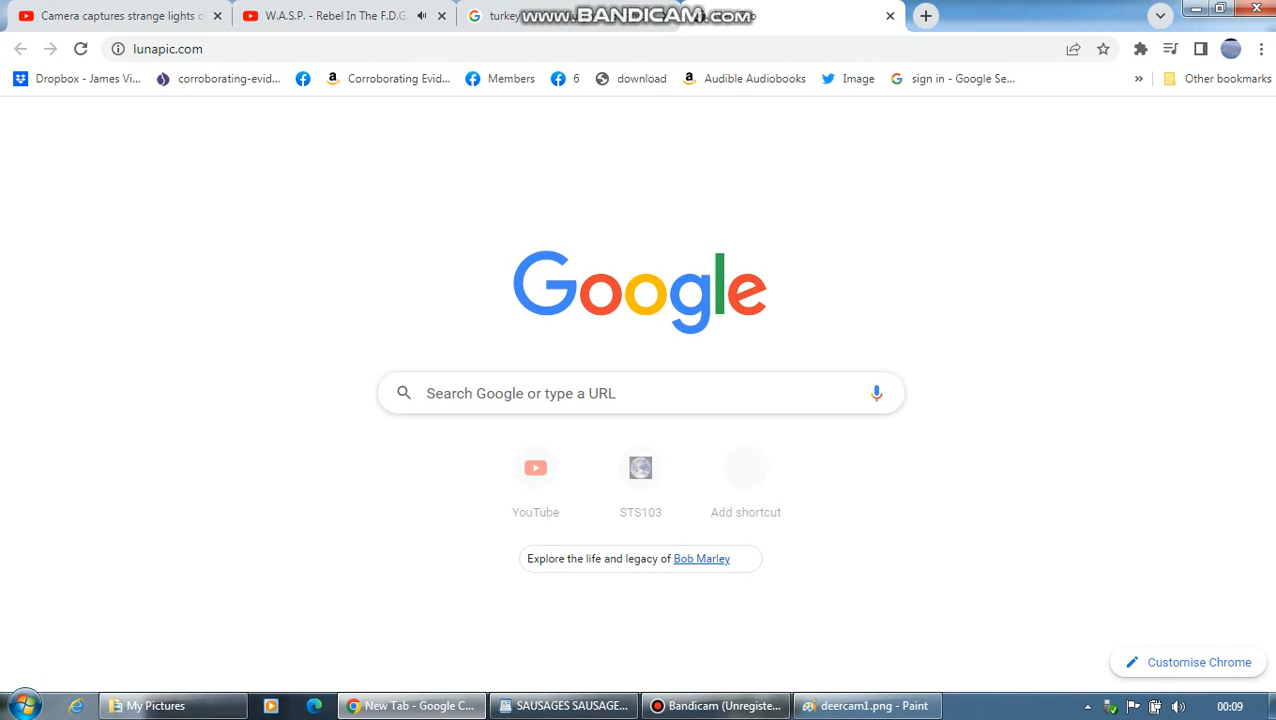 Camera captures strange lights o
W.A.S.P. - Rebel In The F.D.G
turkey
www.BANDICAM.com
lunapic.com
Dropbox - James Vi...
corroborating-evid...
Corroborating Evid...
Members
6
download
Audible Audiobooks
Image
sign in - Google Se...
»
Other bookmarks
Google
Search Google or type a URL
YouTube
STS103
Add shortcut
Explore the life and legacy of Bob Marley
Customise Chrome
My Pictures
New Tab - Google C...
SAUSAGES SAUSAGE...
Bandicam (Unregiste...
deercam1.png - Paint
00:09